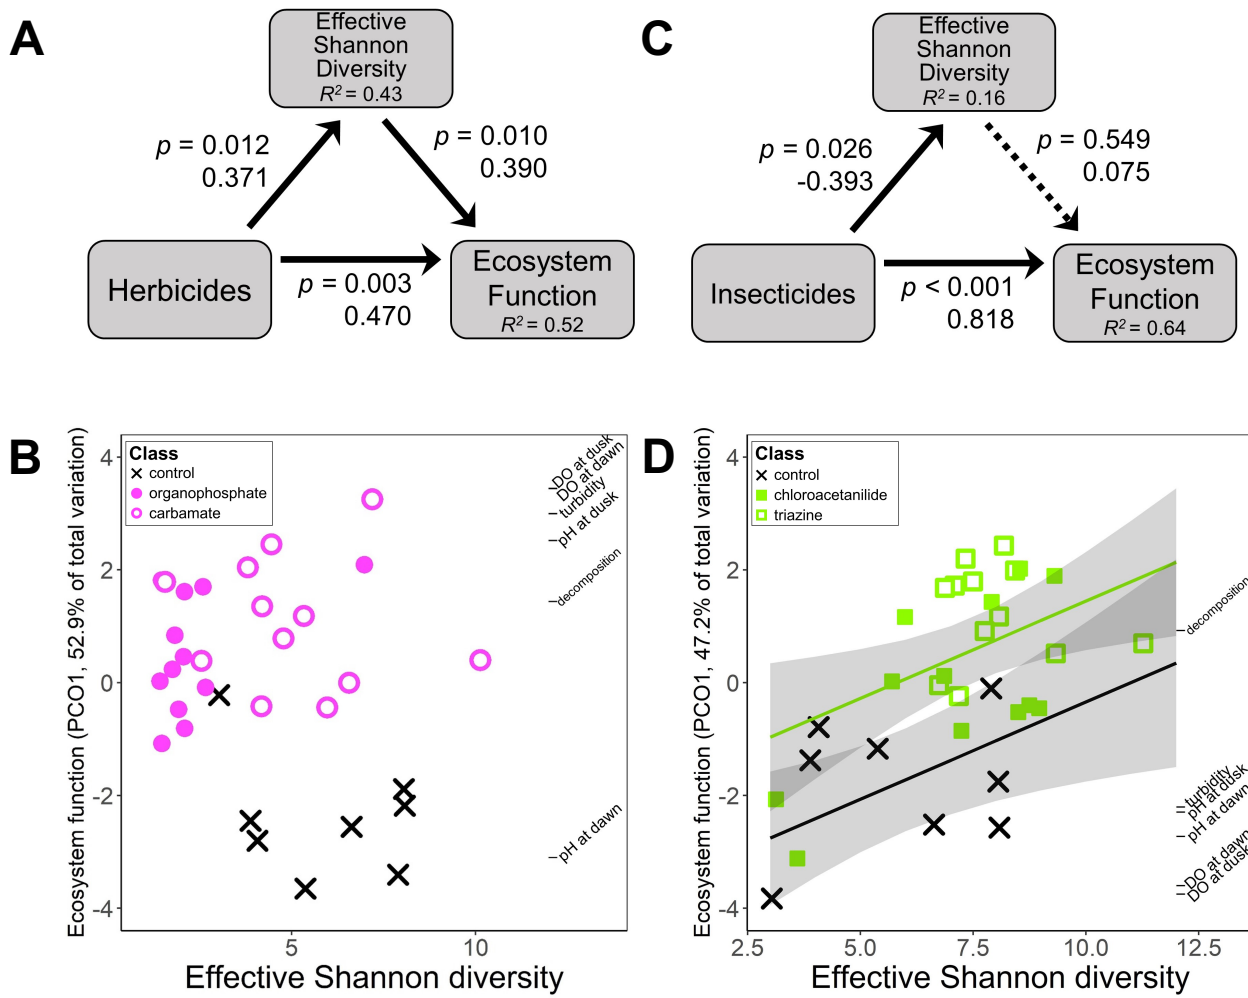 A
Effective
Shannon
Diversity
R² = 0.43
p = 0.012
0.371
p = 0.010
0.390
Herbicides
p = 0.003
0.470
Ecosystem
Function
R² = 0.52
C
Effective
Shannon
Diversity
R² = 0.16
p = 0.026
-0.393
p = 0.549
0.075
Insecticides
p < 0.001
0.818
Ecosystem
Function
R² = 0.64
B
Ecosystem function (PCO1, 52.9% of total variation)
4
2
0
-2
-4
Class
control
organophosphate
carbamate
DO at dusk
DO at dawn
turbidity
pH at dusk
decomposition
pH at dawn
5
10
Effective Shannon diversity
D
Ecosystem function (PCO1, 47.2% of total variation)
4
2
0
-2
-4
Class
control
chloroacetanilide
triazine
decomposition
turbidity
pH at dusk
pH at dawn
DO at dawn
DO at dusk
2.5
5.0
7.5
10.0
12.5
Effective Shannon diversity